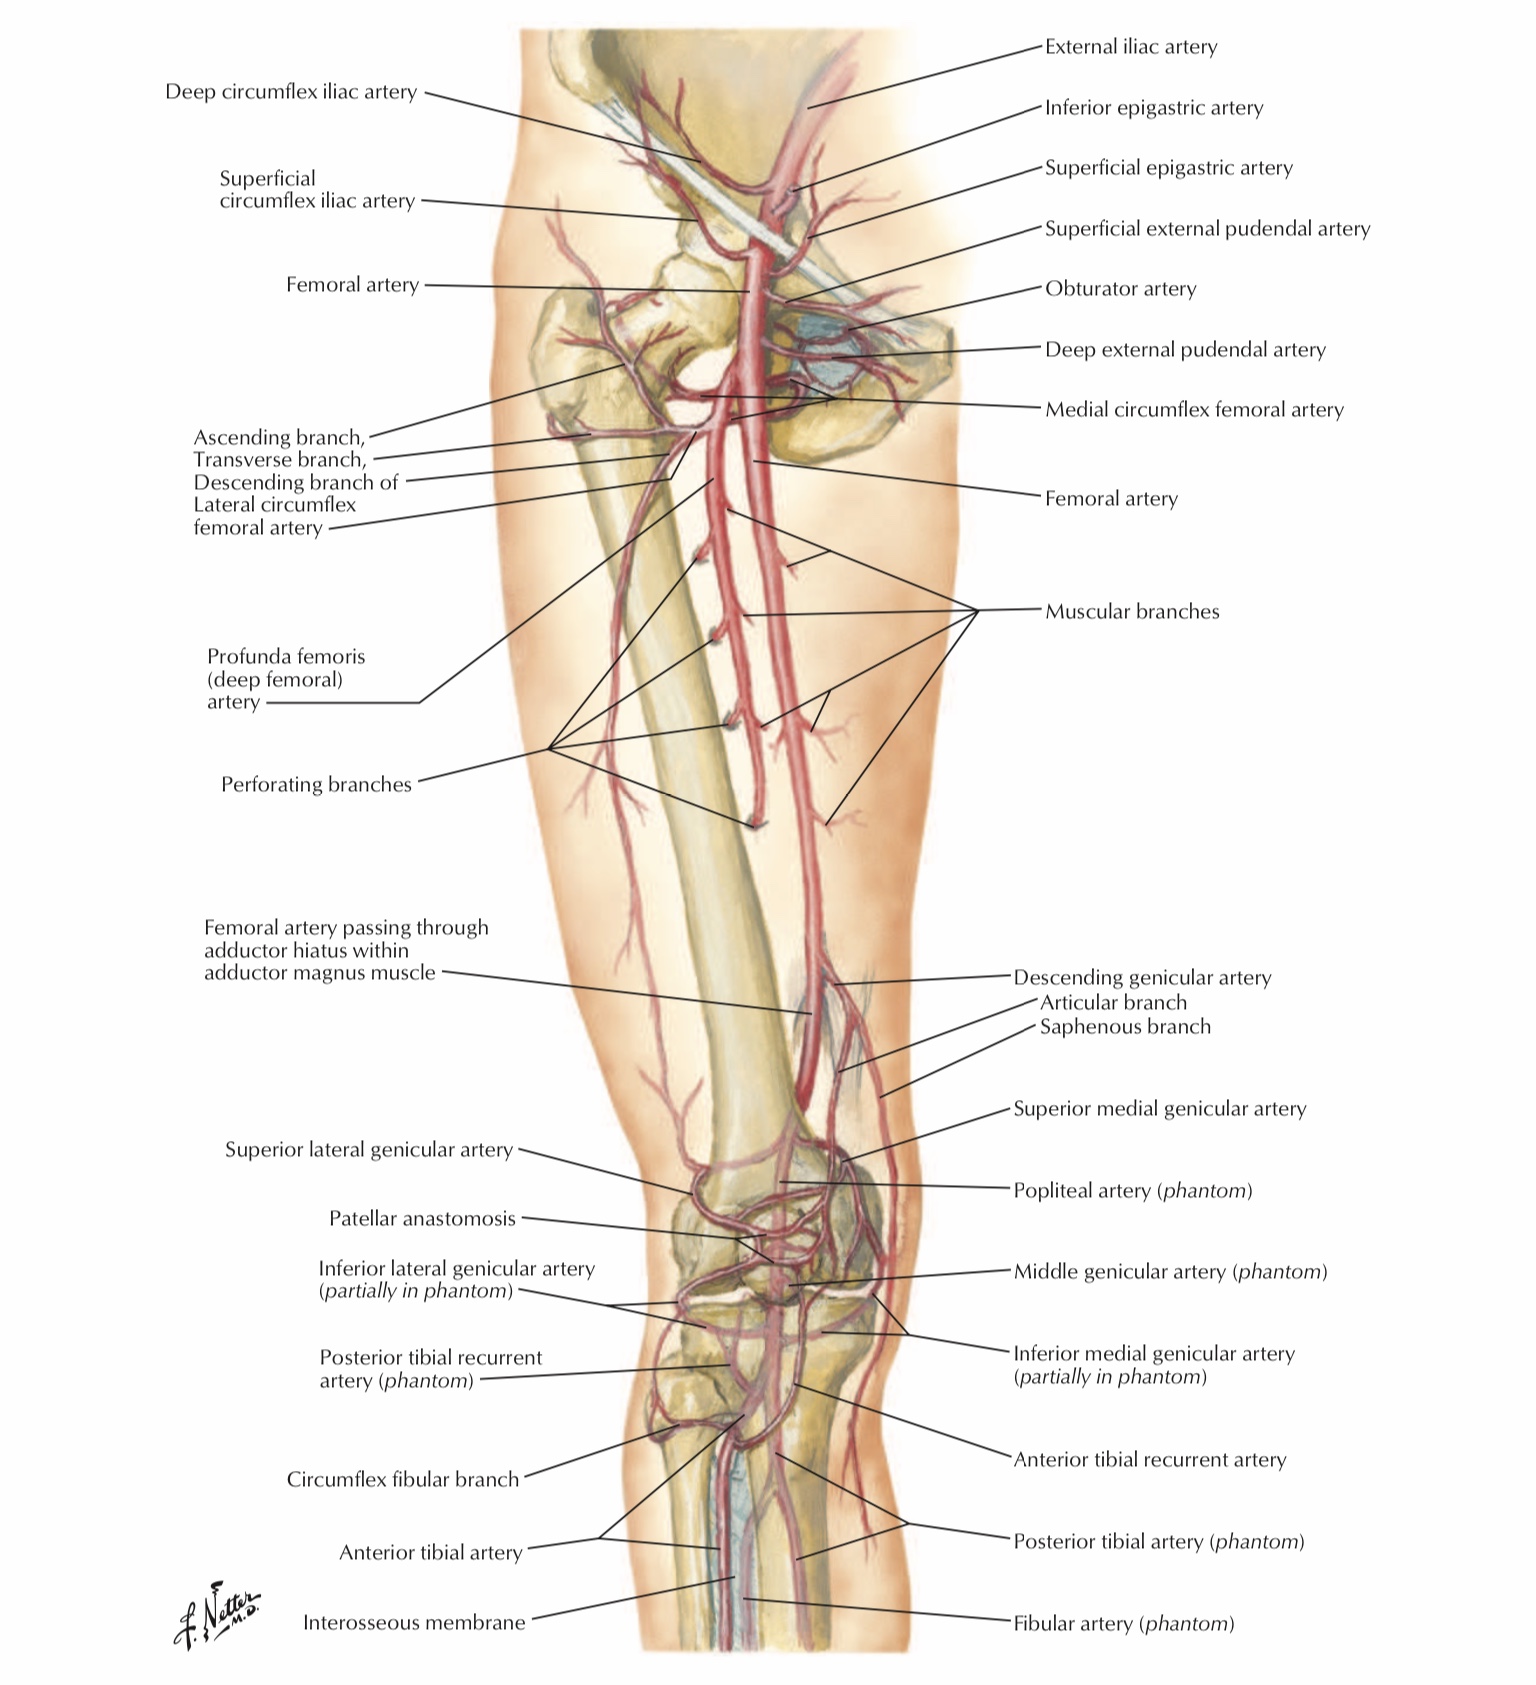 Deep circumflex iliac artery
Superficial
circumflex iliac artery
Femoral artery
Ascending branch,
Transverse branch,
Descending branch of
Lateral circumflex
femoral artery
Profunda femoris
(deep femoral)
artery
Perforating branches
Femoral artery passing through
adductor hiatus within
adductor magnus muscle
Superior lateral genicular artery
Patellar anastomosis
Inferior lateral genicular artery
(partially in phantom)
Posterior tibial recurrent
artery (phantom)
Circumflex fibular branch
Anterior tibial artery
Interosseous membrane
External iliac artery
Inferior epigastric artery
Superficial epigastric artery
Superficial external pudendal artery
Obturator artery
Deep external pudendal artery
Medial circumflex femoral artery
Femoral artery
Muscular branches
Descending genicular artery
Articular branch
Saphenous branch
Superior medial genicular artery
Popliteal artery (phantom)
Middle genicular artery (phantom)
Inferior medial genicular artery
(partially in phantom)
Anterior tibial recurrent artery
Posterior tibial artery (phantom)
Fibular artery (phantom)
F. Netter
M.D.